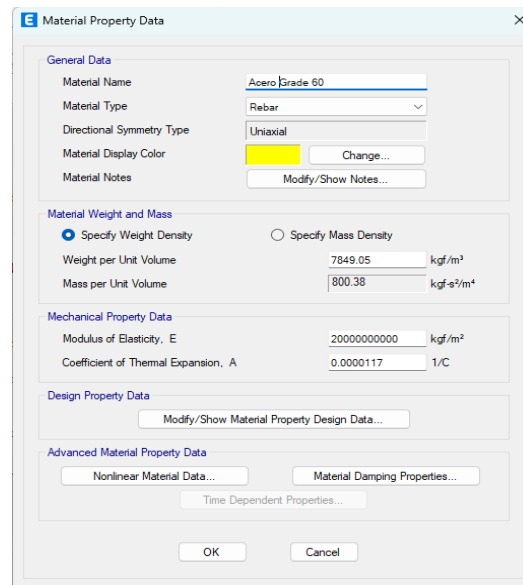 E Material Property Data
General Data
Material Name Acero Grade 60
Material Type Rebar
Directional Symmetry Type Uniaxial
Material Display Color Change...
Material Notes Modify/Show Notes...
Material Weight and Mass
Specify Weight Density Specify Mass Density
Weight per Unit Volume 7849.05 kgf/m³
Mass per Unit Volume 800.38 kgf-s²/m⁴
Mechanical Property Data
Modulus of Elasticity, E 20000000000 kgf/m²
Coefficient of Thermal Expansion, A 0.0000117 1/C
Design Property Data
Modify/Show Material Property Design Data...
Advanced Material Property Data
Nonlinear Material Data... Material Damping Properties...
Time Dependent Properties...
OK Cancel